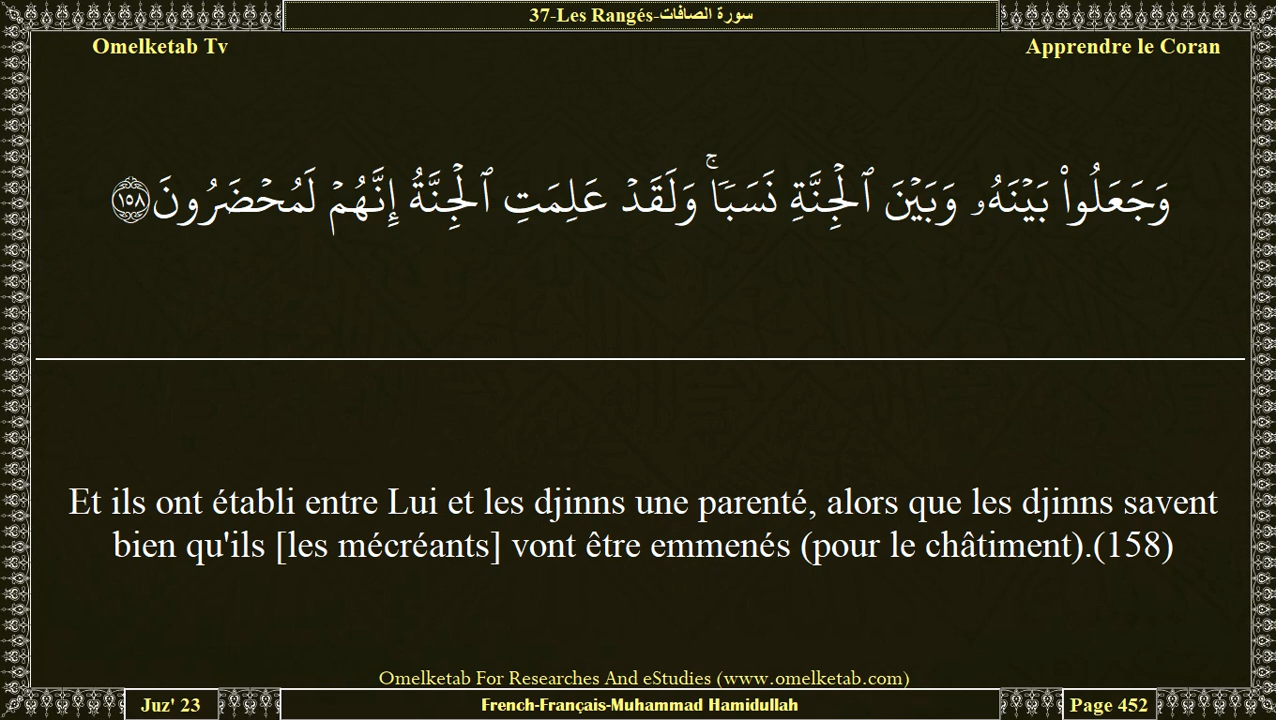 37-Les Rangés-سورة الصافات
Omelketab Tv
Apprendre le Coran
وَجَعَلُوا۟ بَيْنَهُۥ وَبَيْنَ ٱلْجِنَّةِ نَسَبًۭا ۚ وَلَقَدْ عَلِمَتِ ٱلْجِنَّةُ إِنَّهُمْ لَمُحْضَرُونَ ١٥٨
Et ils ont établi entre Lui et les djinns une parenté, alors que les djinns savent
bien qu'ils [les mécréants] vont être emmenés (pour le châtiment).(158)
Omelketab For Researches And eStudies (www.omelketab.com)
Juz' 23
French-Français-Muhammad Hamidullah
Page 452